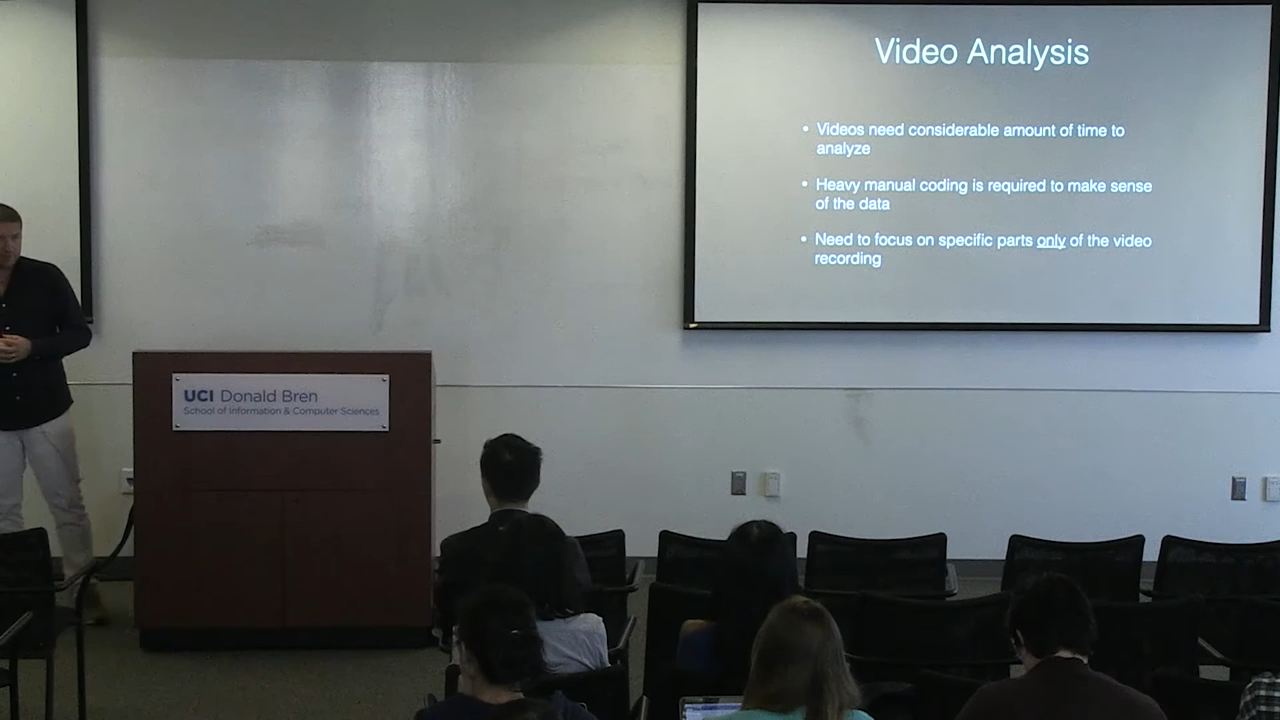 Video Analysis
• Videos need considerable amount of time to
analyze
• Heavy manual coding is required to make sense
of the data
• Need to focus on specific parts only of the video
recording
UCI Donald Bren
School of Information & Computer Sciences